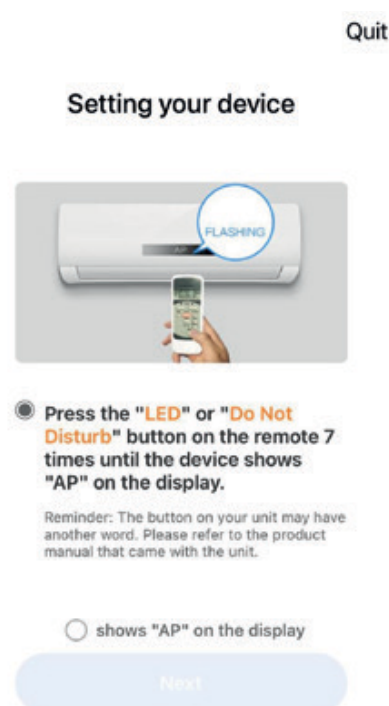 Quit
Setting your device
FLASHING
AP
Press the "LED" or "Do Not
Disturb" button on the remote 7
times until the device shows
"AP" on the display.
Reminder: The button on your unit may have
another word. Please refer to the product
manual that came with the unit.
shows "AP" on the display
Next